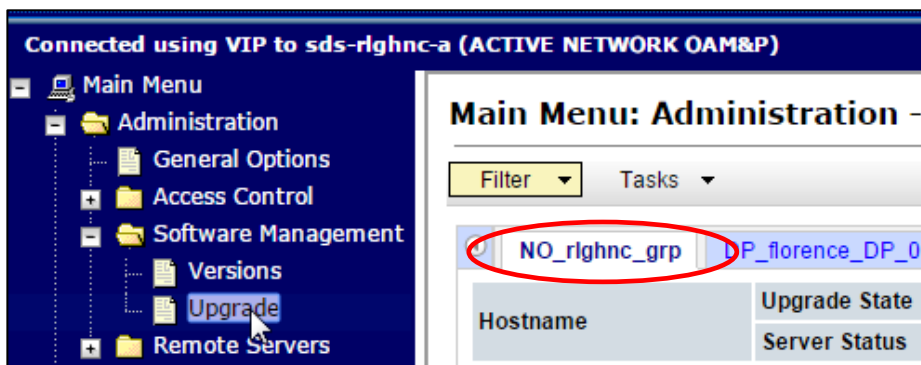 Connected using VIP to sds-rlghnc-a (ACTIVE NETWORK OAM&P)
Main Menu
Administration
General Options
Access Control
Software Management
Versions
Upgrade
Remote Servers
Main Menu: Administration -
Filter Tasks
NO_rlghnc_grp DP_florence_DP_0
Hostname
Upgrade State
Server Status